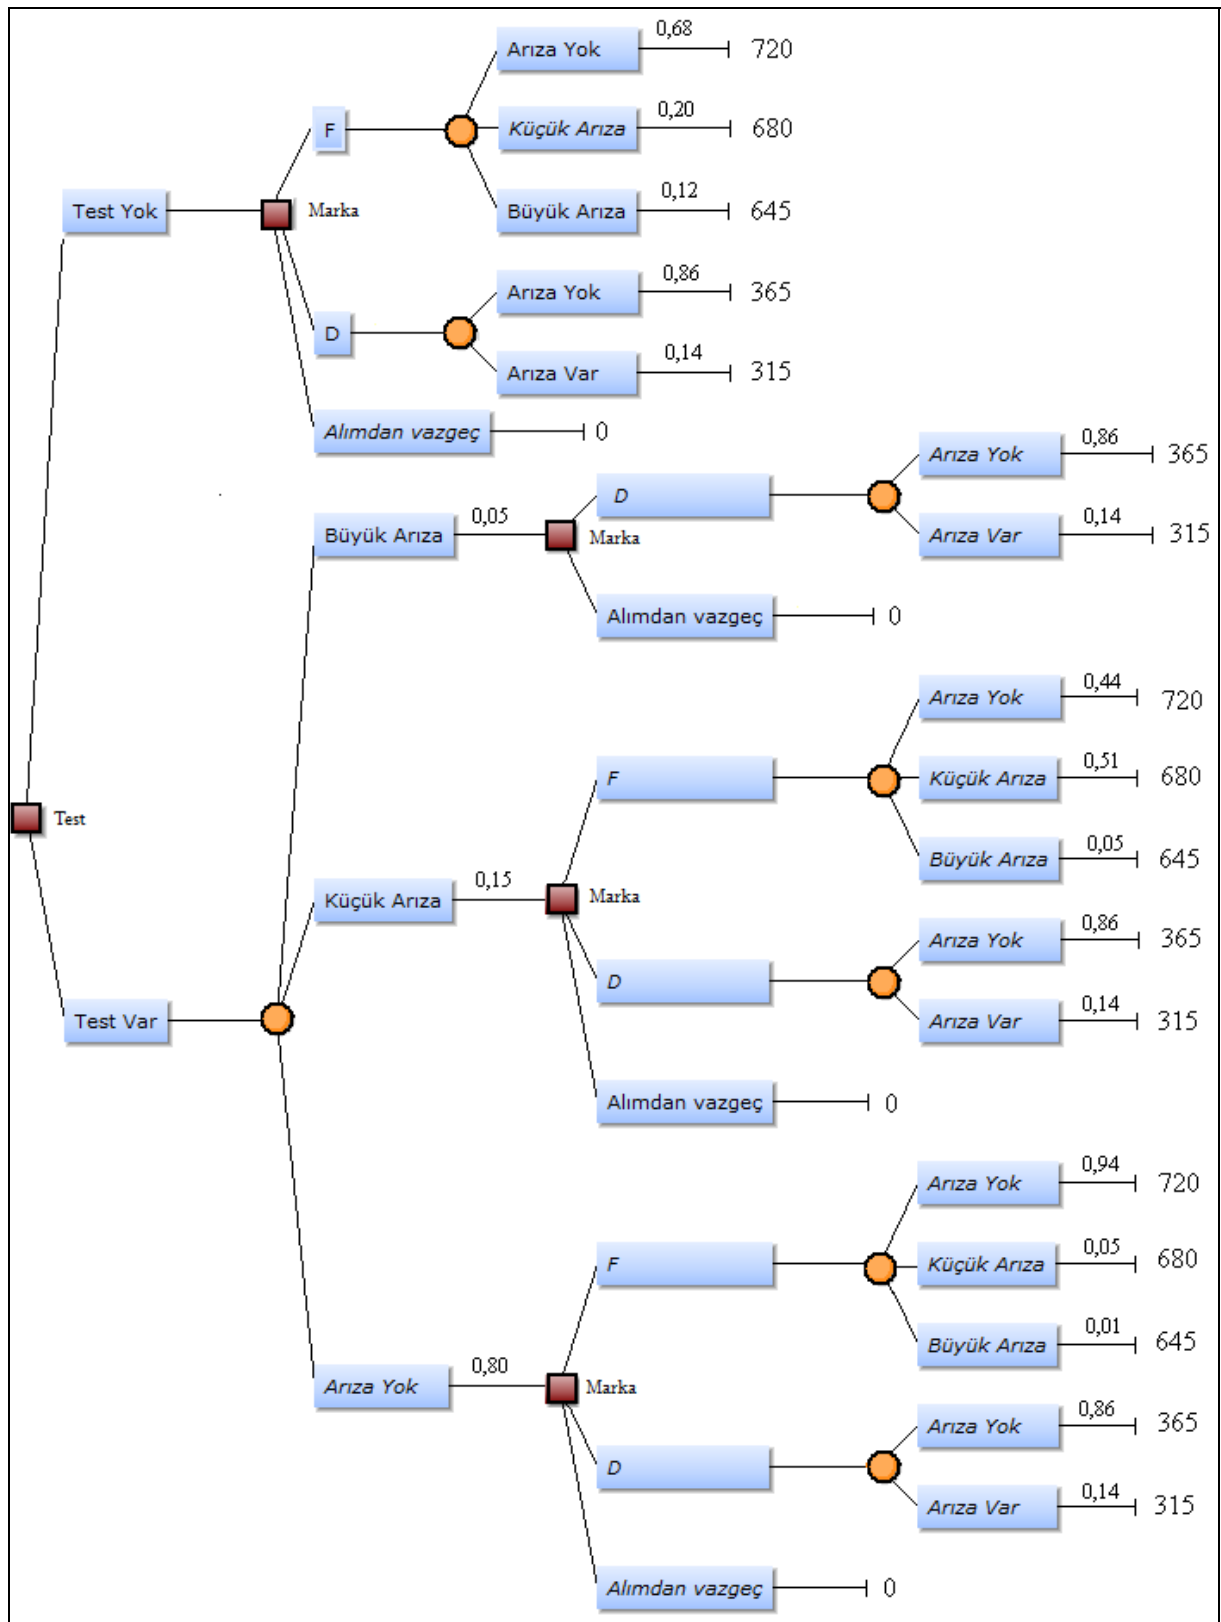 0,68
Arıza Yok 720
0,20
F Küçük Arıza 680
0,12
Test Yok Marka Büyük Arıza 645
0,86
Arıza Yok 365
D
0,14
Arıza Var 315
Alımdan vazgeç 0
0,86
Arıza Yok 365
D
0,05 0,14
Büyük Arıza Marka Arıza Var 315
Alımdan vazgeç 0
0,44
Arıza Yok 720
0,51
F Küçük Arıza 680
Test
0,05
Büyük Arıza 645
0,15
Küçük Arıza Marka
0,86
Arıza Yok 365
D
0,14
Test Var Arıza Var 315
Alımdan vazgeç 0
0,94
Arıza Yok 720
0,05
F Küçük Arıza 680
0,01
Büyük Arıza 645
0,80
Arıza Yok Marka
0,86
Arıza Yok 365
D
0,14
Arıza Var 315
Alımdan vazgeç 0